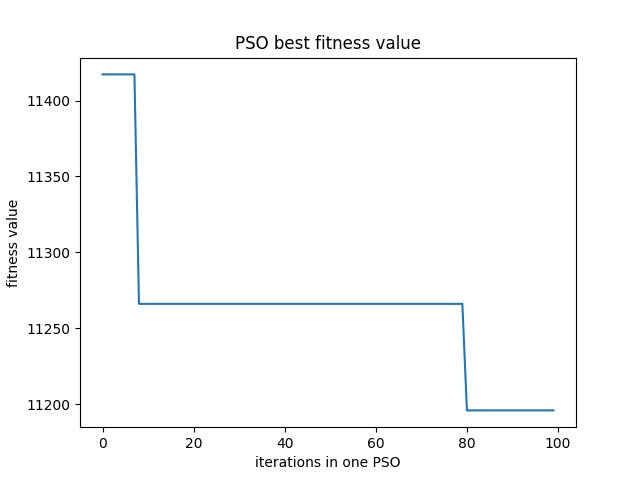 PSO best fitness value
11400
11350
11300
11250
11200
fitness value
0 20 40 60 80 100
iterations in one PSO